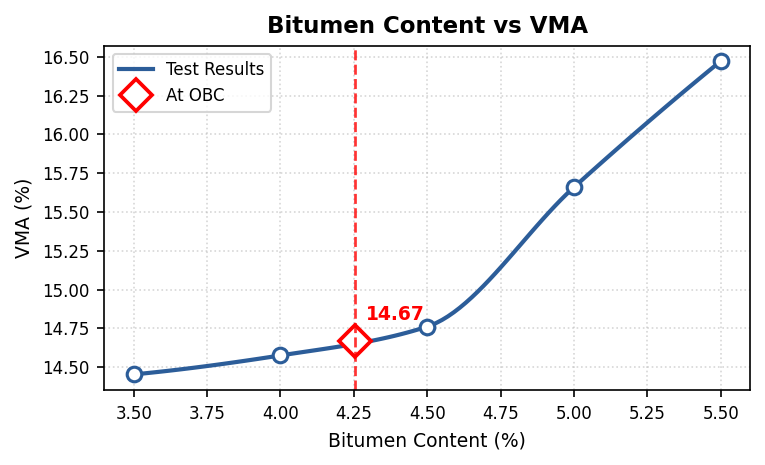 Bitumen Content vs VMA
Test Results
At OBC
16.50
16.25
16.00
15.75
15.50
15.25
15.00
14.75
14.50
VMA (%)
14.67
3.50 3.75 4.00 4.25 4.50 4.75 5.00 5.25 5.50
Bitumen Content (%)